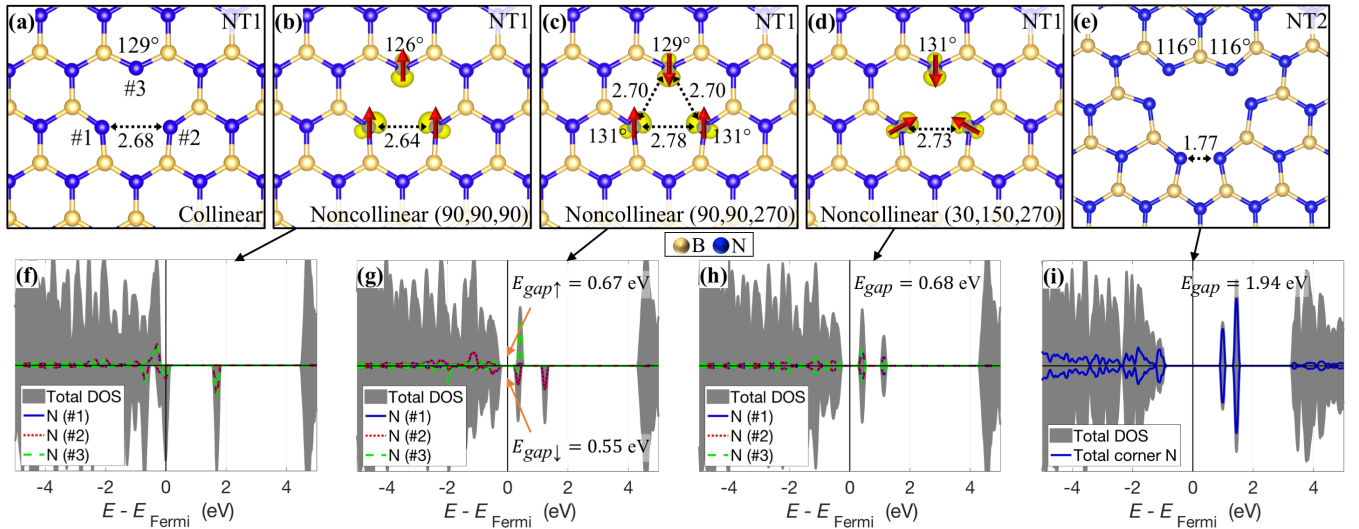 (a) NT1
129°
#3
#1 #2
2.68
Collinear
(b) NT1
126°
2.64
Noncollinear (90,90,90)
(c) NT1
129°
2.70 2.70
131° 131°
2.78
Noncollinear (90,90,270)
(d) NT1
131°
2.73
Noncollinear (30,150,270)
(e) NT2
116° 116°
1.77
B N
(f)
Total DOS
N (#1)
N (#2)
N (#3)
-4 -2 0 2 4
E - E_Fermi (eV)
(g)
E_gap↑ = 0.67 eV
Total DOS
N (#1)
N (#2)
N (#3)
E_gap↓ = 0.55 eV
-4 -2 0 2 4
E - E_Fermi (eV)
(h)
E_gap = 0.68 eV
Total DOS
N (#1)
N (#2)
N (#3)
-4 -2 0 2 4
E - E_Fermi (eV)
(i)
E_gap = 1.94 eV
Total DOS
Total corner N
-4 -2 0 2 4
E - E_Fermi (eV)